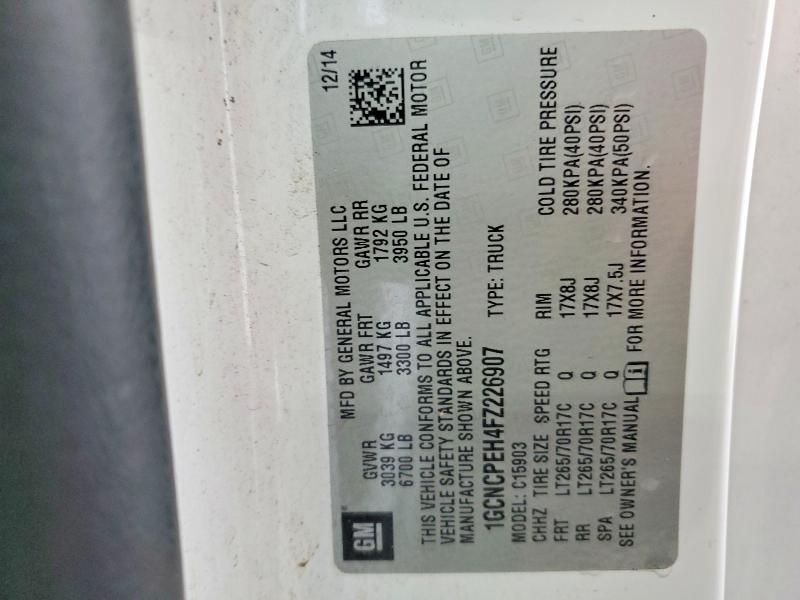 GM
MFD BY GENERAL MOTORS LLC 12/14
GVWR GAWR FRT GAWR RR
3039 KG 1497 KG 1792 KG
6700 LB 3300 LB 3950 LB
THIS VEHICLE CONFORMS TO ALL APPLICABLE U.S. FEDERAL MOTOR
VEHICLE SAFETY STANDARDS IN EFFECT ON THE DATE OF
MANUFACTURE SHOWN ABOVE.
1GCNCPEH4FZ226907 TYPE: TRUCK
MODEL: C15903
CHHZ TIRE SIZE SPEED RTG RIM COLD TIRE PRESSURE
FRT LT265/70R17C Q 17X8J 280KPA(40PSI)
RR LT265/70R17C Q 17X8J 280KPA(40PSI)
SPA LT265/70R17C Q 17X7.5J 340KPA(50PSI)
SEE OWNER'S MANUAL FOR MORE INFORMATION.